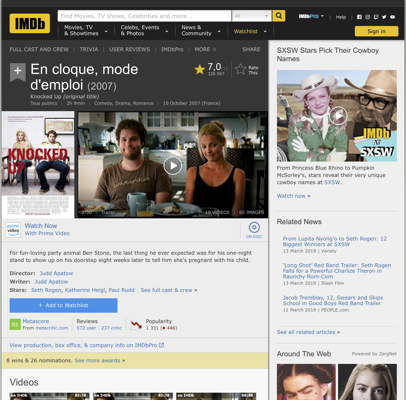 IMDb
Find Movies, TV shows, Celebrities and more...
All
IMDbPro
Help
Movies, TV
& Showtimes
Celebs, Events
& Photos
News &
Community
Watchlist
Sign in
FULL CAST AND CREW | TRIVIA | USER REVIEWS | IMDbPro | MORE
SHARE
En cloque, mode
d'emploi (2007)
Knocked Up (original title)
Tous publics | 2h 9min | Comedy, Drama, Romance | 10 October 2007 (France)
7,0
Rate
This
KNOCKED
UP
2:30 Trailer
10 VIDEOS
65 IMAGES
prime
video
Watch Now
With Prime Video
ON DISC
For fun-loving party animal Ben Stone, the last thing he ever expected was for his one-night
stand to show up on his doorstep eight weeks later to tell him she's pregnant with his child.
Director: Judd Apatow
Writer: Judd Apatow
Stars: Seth Rogen, Katherine Heigl, Paul Rudd | See full cast & crew »
+ Add to Watchlist
85
Metascore
From metacritic.com
Reviews
572 user | 237 critic
Popularity
1 331 (446)
View production, box office, & company info on IMDbPro
8 wins & 26 nominations. See more awards »
Videos
SXSW Stars Pick Their Cowboy
Names
IMDb
AT
SXSW
From Princess Blue Rhino to Pumpkin
McSorley's, stars reveal their very unique
cowboy names at SXSW.
Watch now »
Related News
From Lupita Nyong'o to Seth Rogen: 12
Biggest Winners at SXSW
13 March 2019 | Variety
'Long Shot' Red Band Trailer: Seth Rogen
Falls for a Powerful Charlize Theron in
Raunchy Rom-Com
13 March 2019 | Slash Film
Jacob Tremblay, 12, Swears and Skips
School in Good Boys Red Band Trailer
11 March 2019 | PEOPLE.com
See all related articles »
Around The Web
Powered by ZergNet